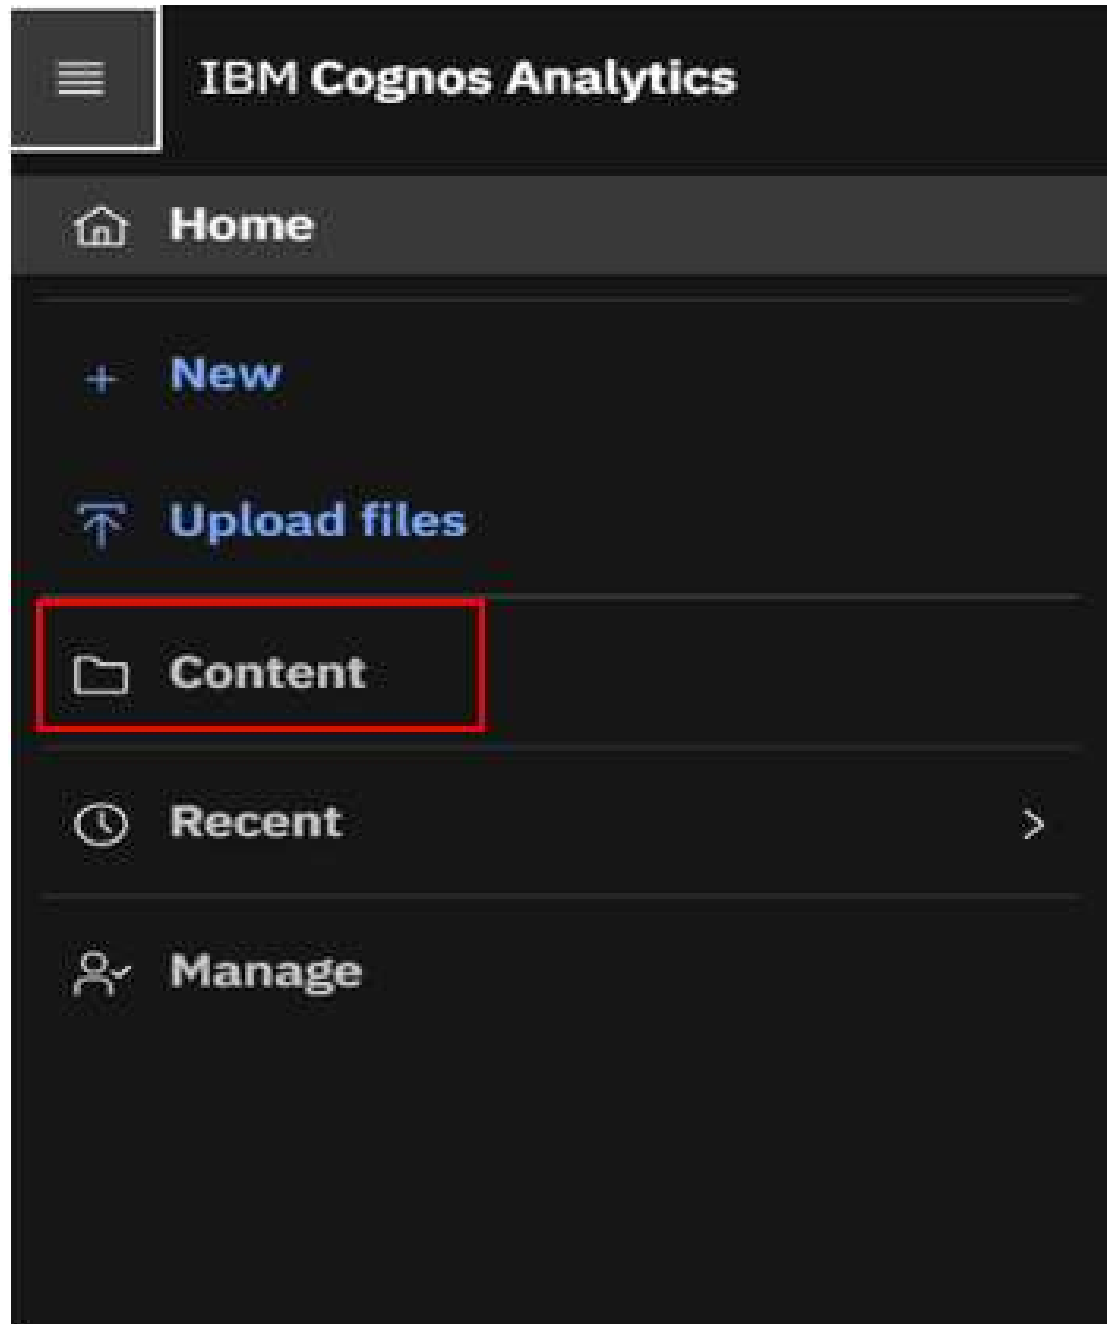 IBM Cognos Analytics
Home
New
Upload files
Content
Recent
Manage